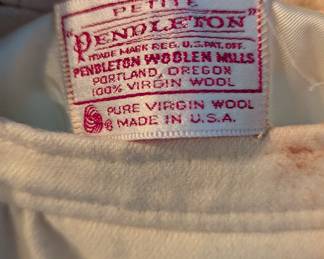 PETITE
"PENDLETON"
TRADE MARK REG. U.S. PAT. OFF.
PENDLETON WOOLEN MILLS
PORTLAND, OREGON
100% VIRGIN WOOL
PURE VIRGIN WOOL
MADE IN U.S.A.